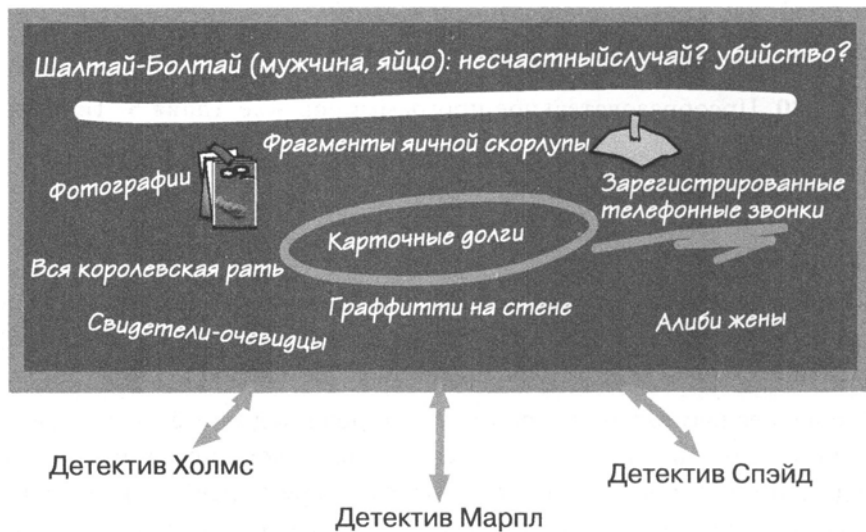 Шалтай-Болтай (мужчина, яйцо): несчастныйслучай? убийство?
Фрагменты яичной скорлупы
Фотографии
Зарегистрированные
телефонные звонки
Карточные долги
Вся королевская рать
Граффитти на стене
Свидетели-очевидцы
Алиби жены
Детектив Холмс
Детектив Спэйд
Детектив Марпл